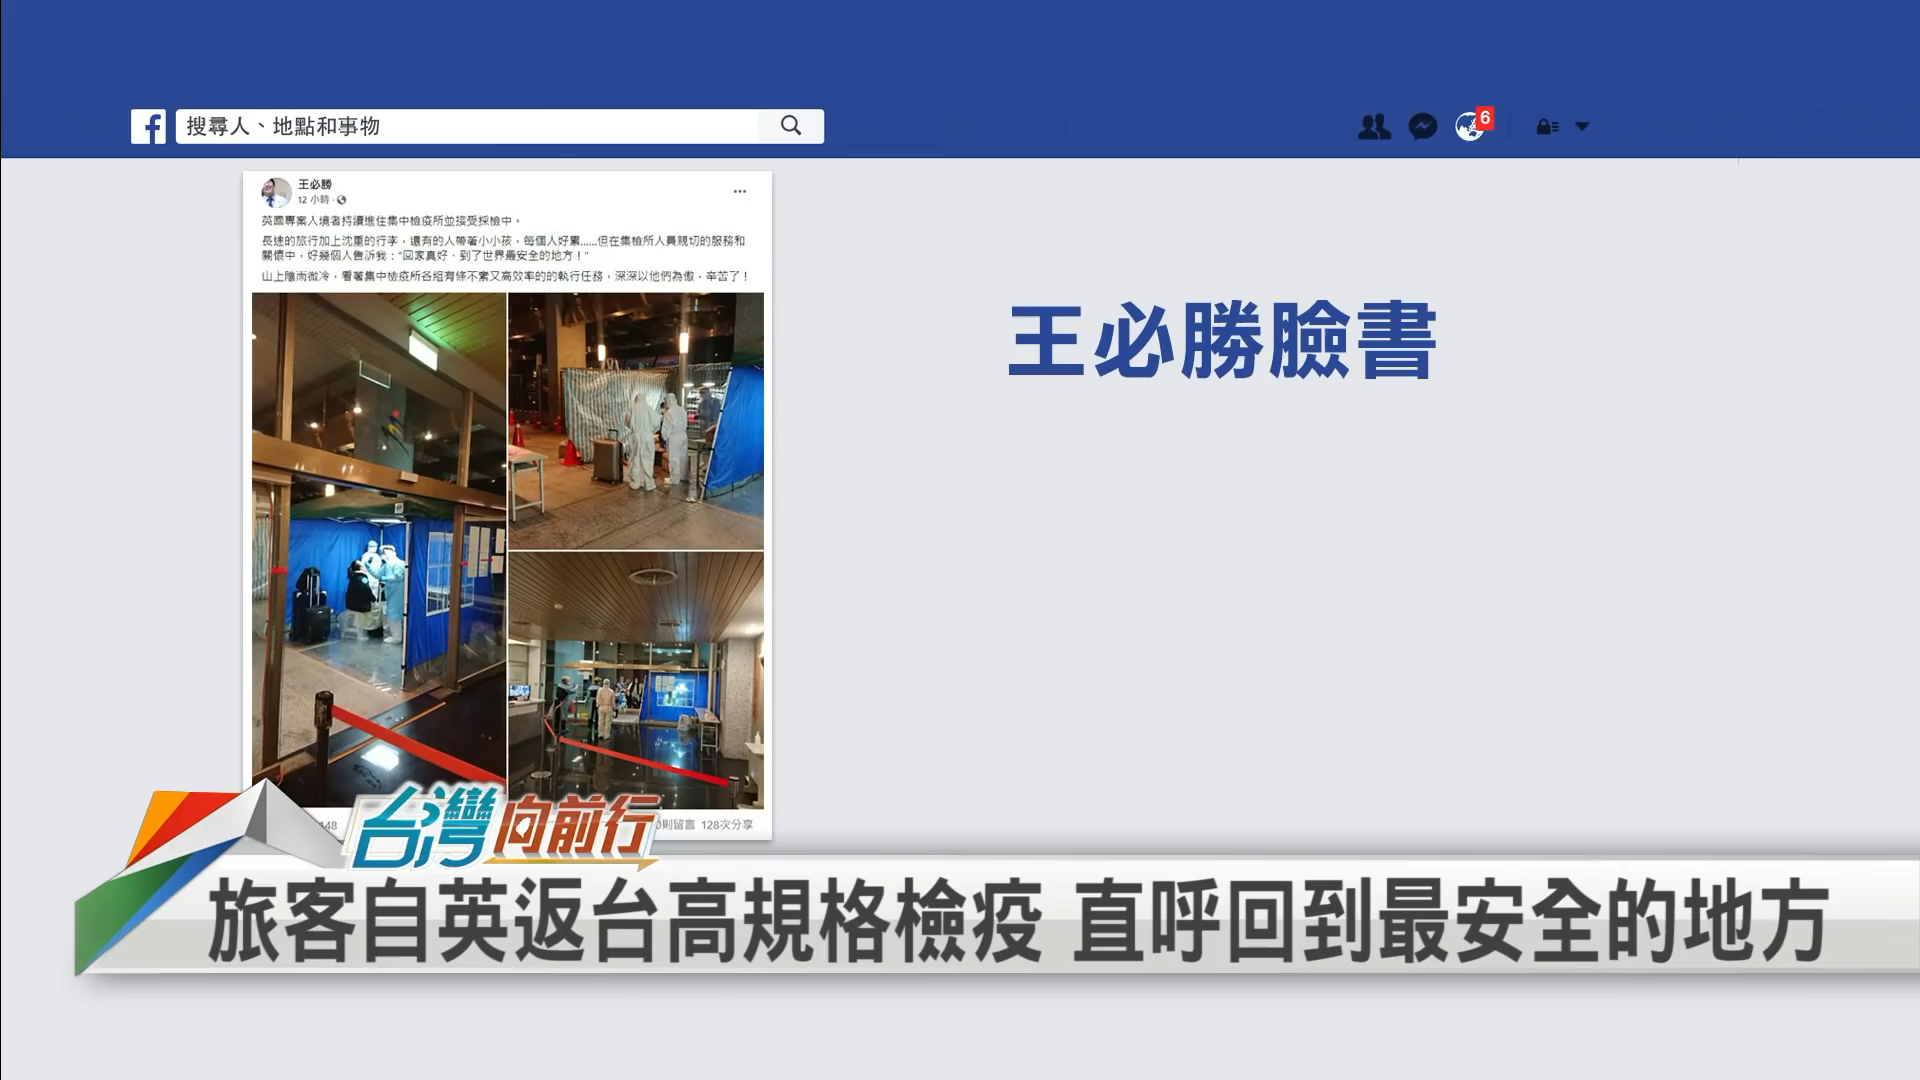 搜尋人、地點和事物
6
王必勝
12 小時
英國專案入境者持續進住集中檢疫所並接受採檢中。
長途的旅行加上沈重的行李，還有的人帶著小小孩，每個人好累......但在集檢所人員親切的服務和
關懷中，好幾個人告訴我："回家真好、到了世界最安全的地方！"
山上陰雨微冷，看著集中檢疫所各組有條不紊又高效率的的執行任務，深深以他們為傲，辛苦了！
王必勝臉書
則留言 128次分享
台灣向前行
旅客自英返台高規格檢疫 直呼回到最安全的地方